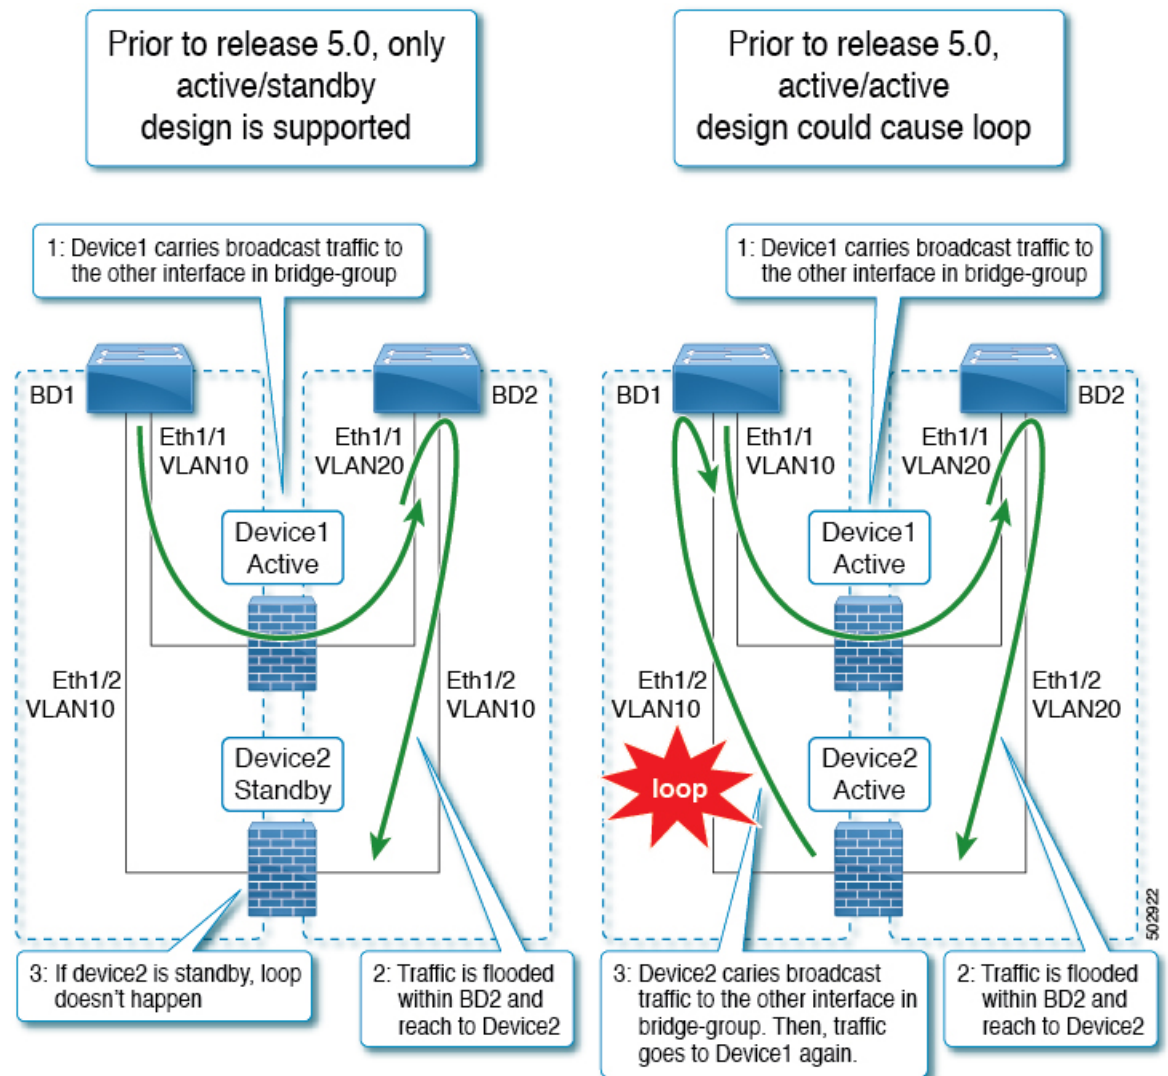 Prior to release 5.0, only
active/standby
design is supported
1: Device1 carries broadcast traffic to
the other interface in bridge-group
BD1
BD2
Eth1/1
VLAN10
Eth1/1
VLAN20
Device1
Active
Eth1/2
VLAN10
Eth1/2
VLAN10
Device2
Standby
3: If device2 is standby, loop
doesn't happen
2: Traffic is flooded
within BD2 and
reach to Device2
Prior to release 5.0,
active/active
design could cause loop
1: Device1 carries broadcast traffic to
the other interface in bridge-group
BD1
BD2
Eth1/1
VLAN10
Eth1/1
VLAN20
Device1
Active
Eth1/2
VLAN10
Eth1/2
VLAN20
loop
Device2
Active
3: Device2 caries broadcast
traffic to the other interface in
bridge-group. Then, traffic
goes to Device1 again.
2: Traffic is flooded
within BD2 and
reach to Device2
502922